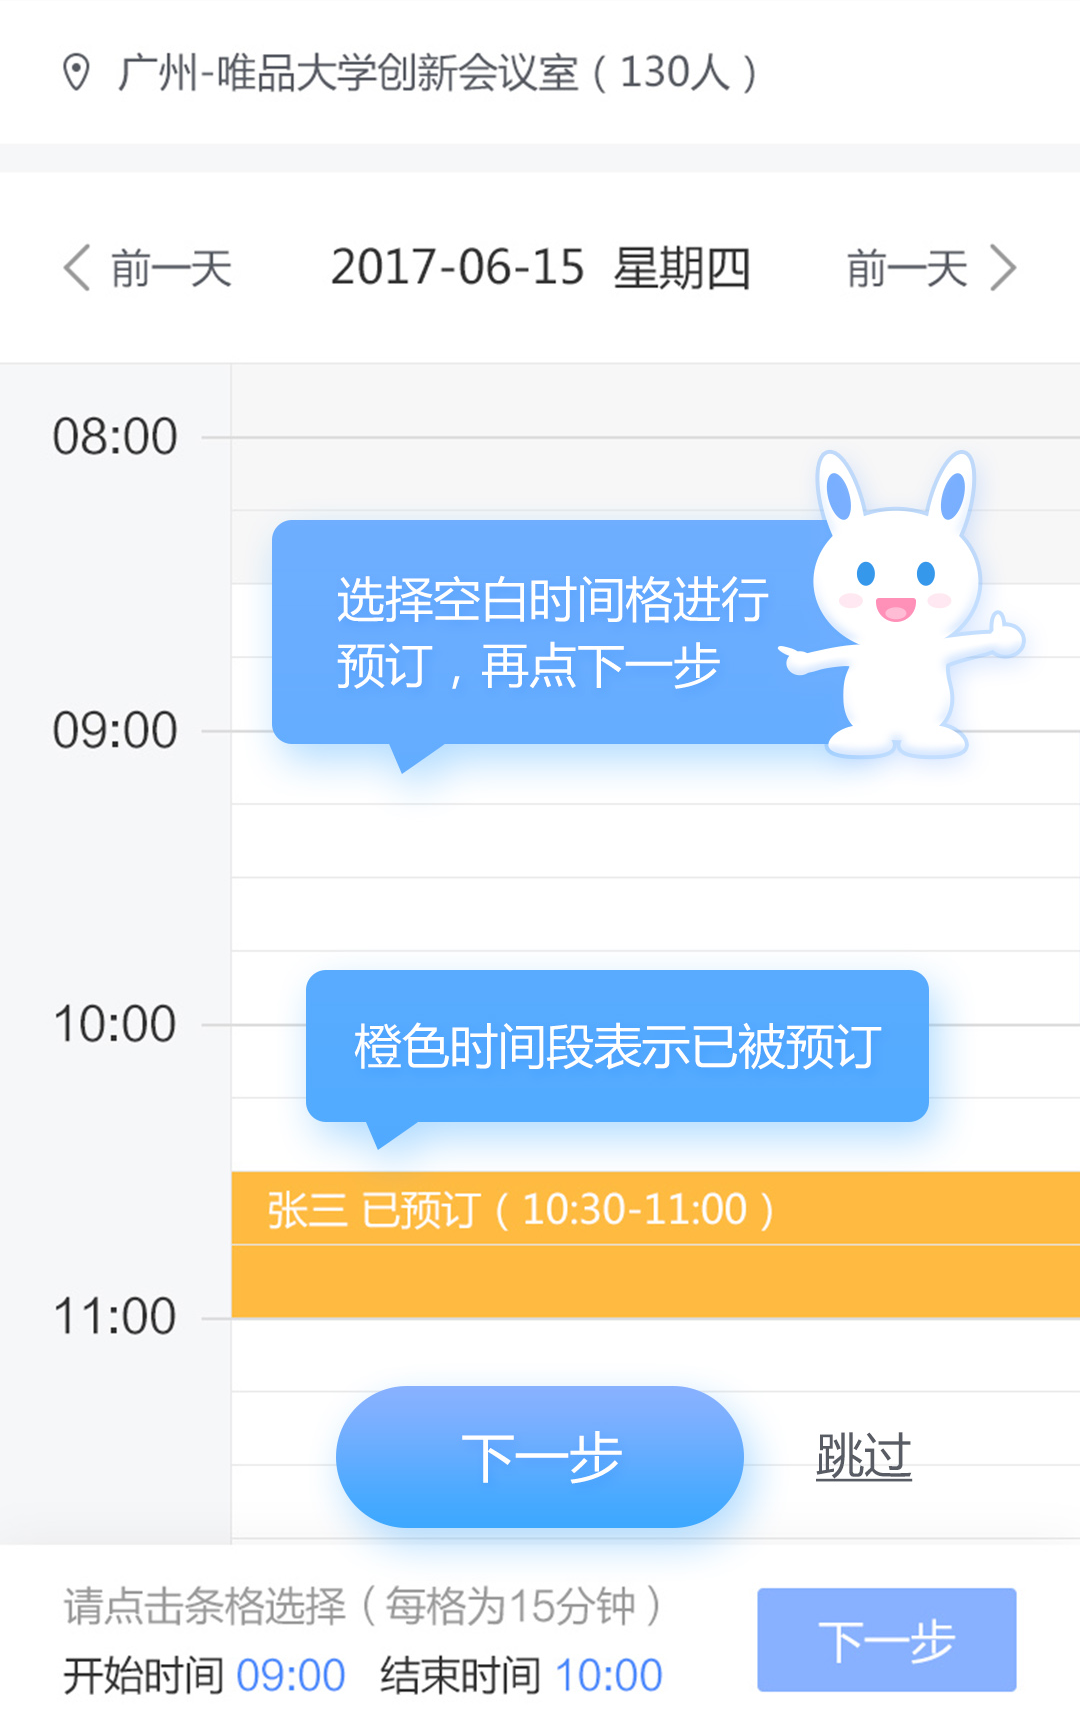 广州-唯品大学创新会议室（130人）
前一天 2017-06-15 星期四 前一天
08:00
选择空白时间格进行
预订，再点下一步
09:00
10:00
橙色时间段表示已被预订
张三 已预订（10:30-11:00）
11:00
下一步 跳过
请点击条格选择（每格为15分钟）
开始时间 09:00 结束时间 10:00
下一步